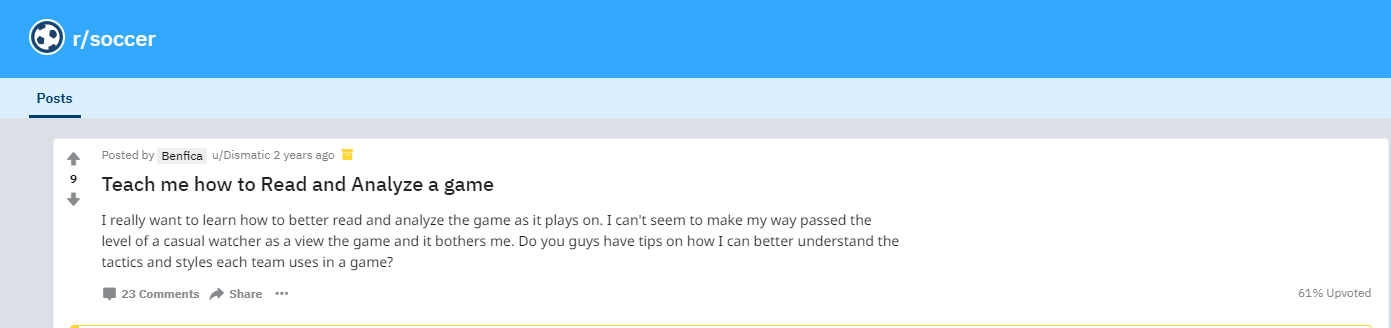 r/soccer
Posts
Posted by Benfica u/Dismatic 2 years ago
9
Teach me how to Read and Analyze a game
I really want to learn how to better read and analyze the game as it plays on. I can't seem to make my way passed the
level of a casual watcher as a view the game and it bothers me. Do you guys have tips on how I can better understand the
tactics and styles each team uses in a game?
23 Comments Share ... 61% Upvoted